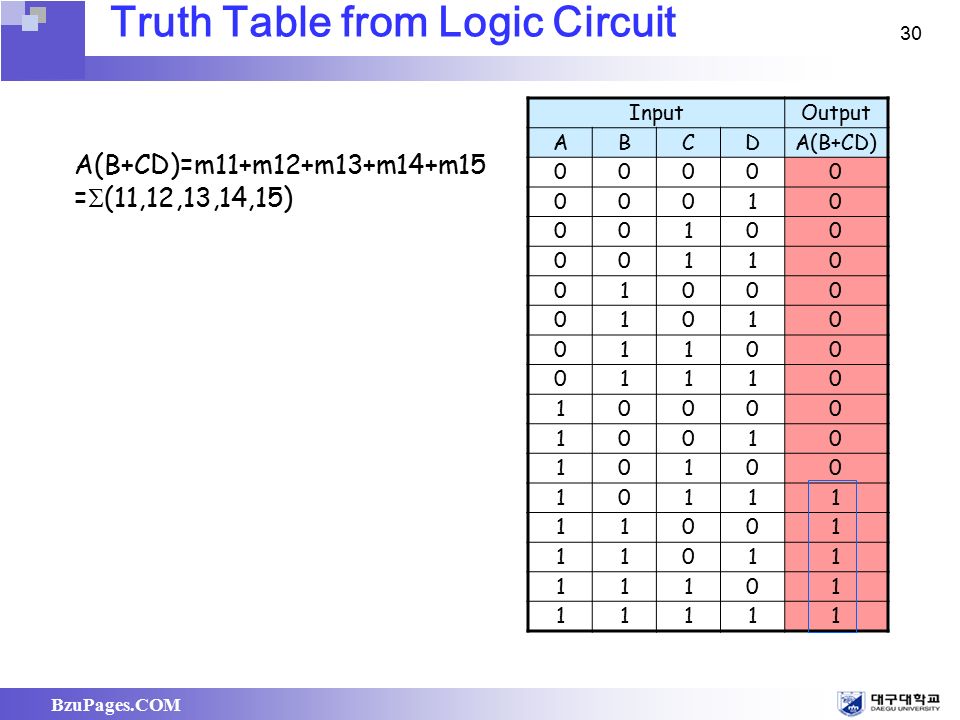 Truth Table from Logic Circuit
30
A(B+CD)=m11+m12+m13+m14+m15
=Σ(11,12,13,14,15)
Input Output
A B C D A(B+CD)
0 0 0 0 0
0 0 0 1 0
0 0 1 0 0
0 0 1 1 0
0 1 0 0 0
0 1 0 1 0
0 1 1 0 0
0 1 1 1 0
1 0 0 0 0
1 0 0 1 0
1 0 1 0 0
1 0 1 1 1
1 1 0 0 1
1 1 0 1 1
1 1 1 0 1
1 1 1 1 1
BzuPages.COM
대구대학교
DAEGU UNIVERSITY